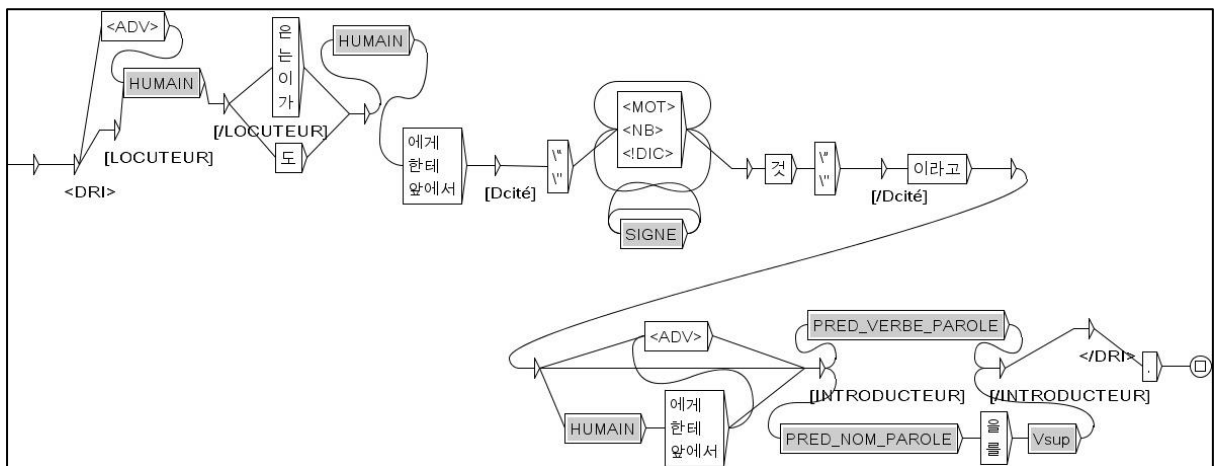 <ADV>
HUMAIN
<DRI>
[LOCUTEUR]
은
는
이
가
[/LOCUTEUR]
도
HUMAIN
에게
한테
앞에서
[Dcité]
\"
\"
<MOT>
<NB>
<!DIC>
SIGNE
것
\"
\"
[/Dcité]
이라고
<ADV>
HUMAIN
에게
한테
앞에서
PRED_VERBE_PAROLE
[INTRODUCTEUR]
PRED_NOM_PAROLE
을
를
Vsup
[/INTRODUCTEUR]
</DRI>
.